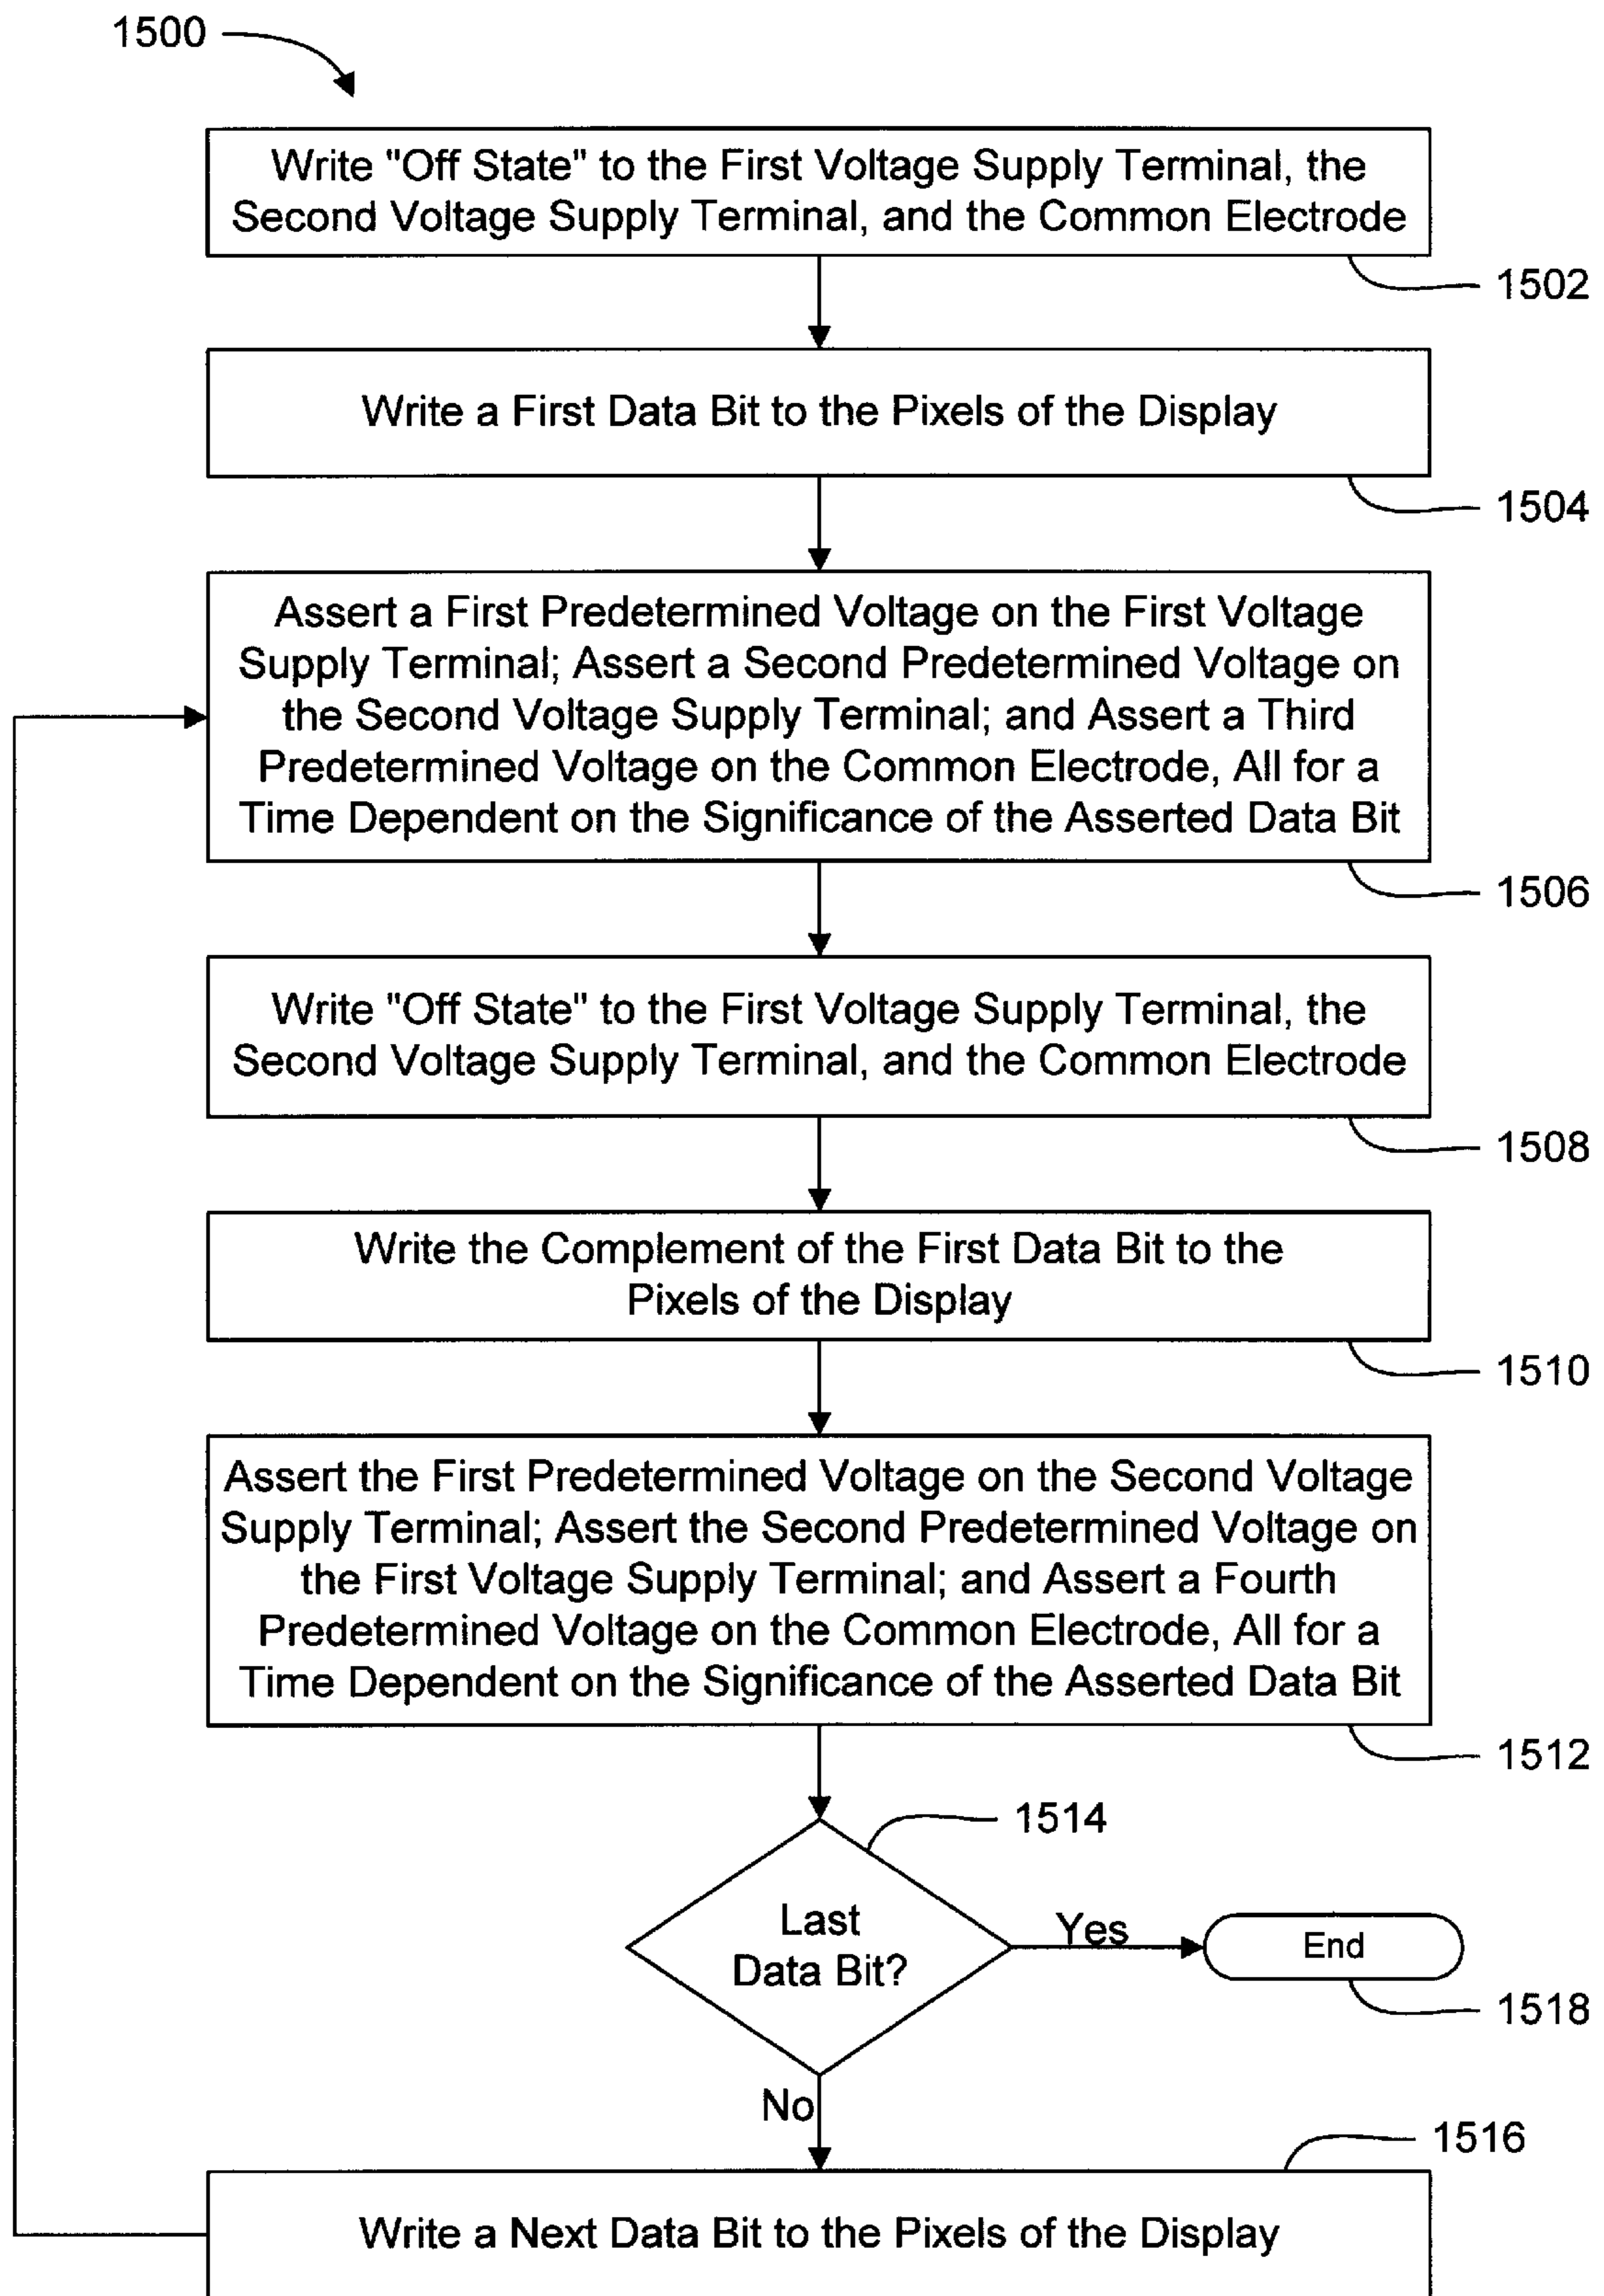 1500
Write "Off State" to the First Voltage Supply Terminal, the
Second Voltage Supply Terminal, and the Common Electrode
1502
Write a First Data Bit to the Pixels of the Display
1504
Assert a First Predetermined Voltage on the First Voltage
Supply Terminal; Assert a Second Predetermined Voltage on
the Second Voltage Supply Terminal; and Assert a Third
Predetermined Voltage on the Common Electrode, All for a
Time Dependent on the Significance of the Asserted Data Bit
1506
Write "Off State" to the First Voltage Supply Terminal, the
Second Voltage Supply Terminal, and the Common Electrode
1508
Write the Complement of the First Data Bit to the
Pixels of the Display
1510
Assert the First Predetermined Voltage on the Second Voltage
Supply Terminal; Assert the Second Predetermined Voltage on
the First Voltage Supply Terminal; and Assert a Fourth
Predetermined Voltage on the Common Electrode, All for a
Time Dependent on the Significance of the Asserted Data Bit
1512
1514
Last
Data Bit?
Yes
End
1518
No
1516
Write a Next Data Bit to the Pixels of the Display